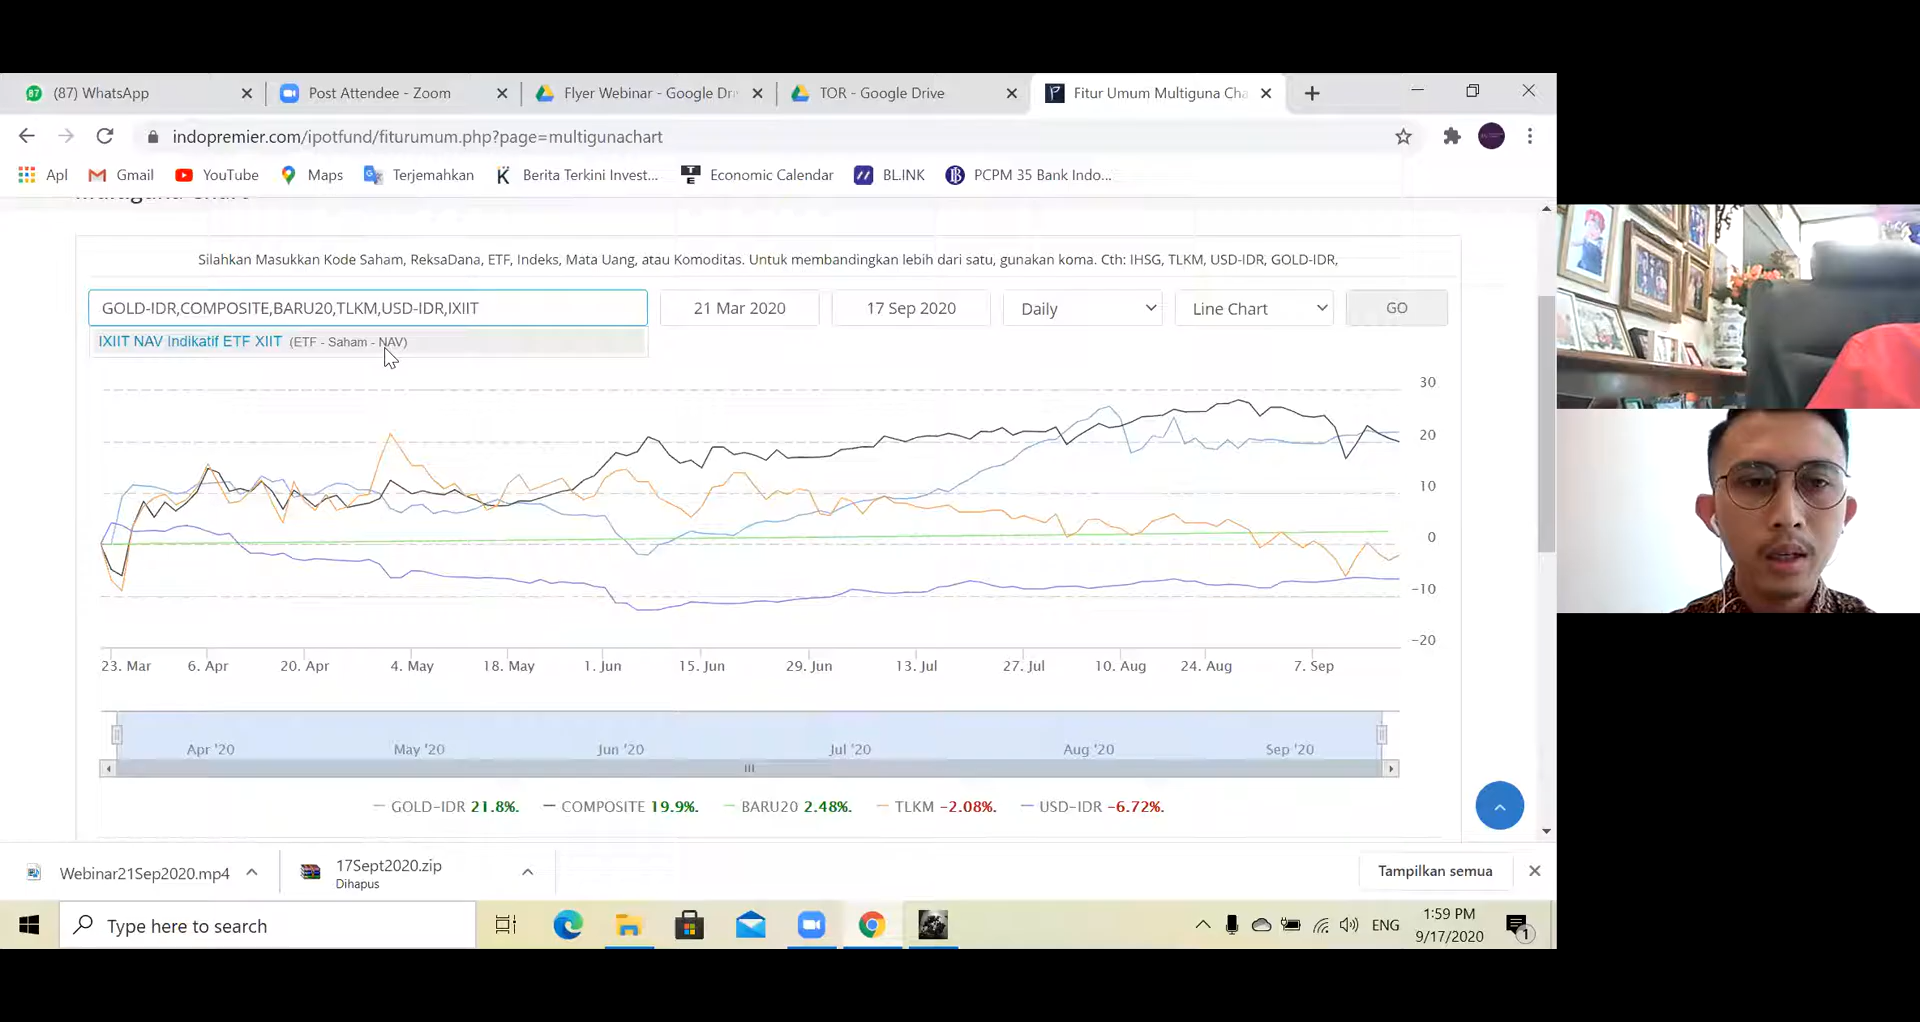 (87) WhatsApp
Post Attendee - Zoom
Flyer Webinar - Google Dri
TOR - Google Drive
Fitur Umum Multiguna Cha
indopremier.com/ipotfund/fiturumum.php?page=multigunachart
Apl
Gmail
YouTube
Maps
Terjemahkan
Berita Terkini Invest...
Economic Calendar
BL.INK
PCPM 35 Bank Indo...
Multiguna Chart
Silahkan Masukkan Kode Saham, ReksaDana, ETF, Indeks, Mata Uang, atau Komoditas. Untuk membandingkan lebih dari satu, gunakan koma. Cth: IHSG, TLKM, USD-IDR, GOLD-IDR,
GOLD-IDR,COMPOSITE,BARU20,TLKM,USD-IDR,IXIIT
21 Mar 2020
17 Sep 2020
Daily
Line Chart
GO
IXIIT NAV Indikatif ETF XIIT (ETF - Saham - NAV)
30
20
10
0
-10
-20
23. Mar 6. Apr 20. Apr 4. May 18. May 1. Jun 15. Jun 29. Jun 13. Jul 27. Jul 10. Aug 24. Aug 7. Sep
Apr '20 May '20 Jun '20 Jul '20 Aug '20 Sep '20
GOLD-IDR 21.8%. COMPOSITE 19.9%. BARU20 2.48%. TLKM -2.08%. USD-IDR -6.72%.
Webinar21Sep2020.mp4
17Sept2020.zip
Dihapus
Tampilkan semua
Type here to search
ENG
1:59 PM
9/17/2020
1